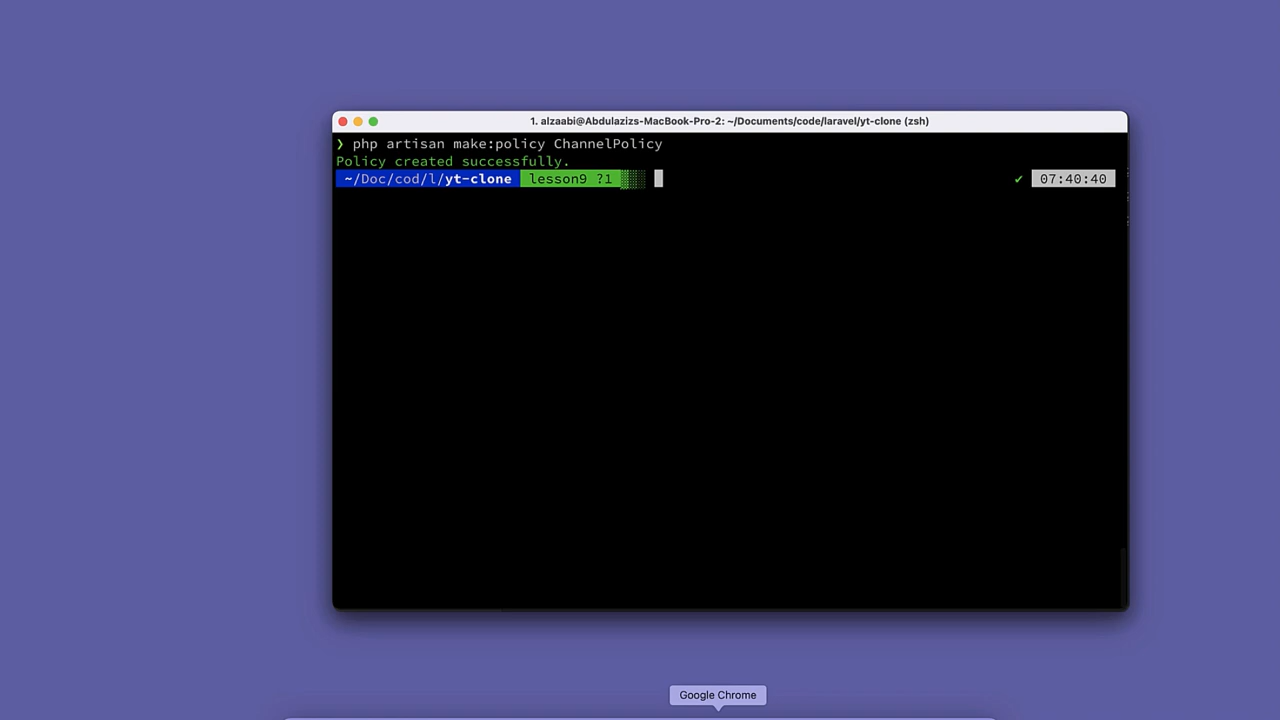 1. alzaabi@Abdulazizs-MacBook-Pro-2: ~/Documents/code/laravel/yt-clone (zsh)
❯ php artisan make:policy ChannelPolicy
Policy created successfully.
~/Doc/cod/l/yt-clone lesson9 ?1 ✔ 07:40:40
Google Chrome